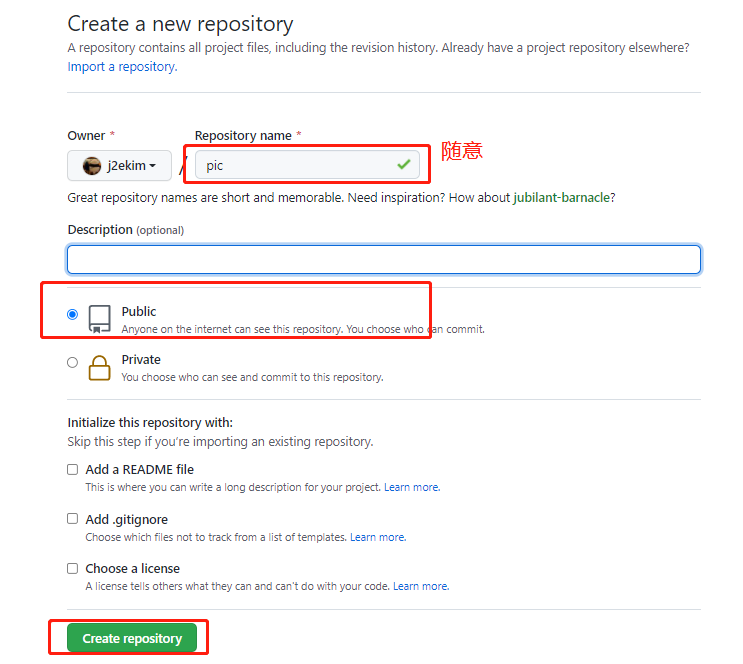 Create a new repository
A repository contains all project files, including the revision history. Already have a project repository elsewhere?
Import a repository.
Owner *
Repository name *
j2ekim
/
pic
随意
Great repository names are short and memorable. Need inspiration? How about jubilant-barnacle?
Description (optional)
Public
Anyone on the internet can see this repository. You choose who can commit.
Private
You choose who can see and commit to this repository.
Initialize this repository with:
Skip this step if you’re importing an existing repository.
Add a README file
This is where you can write a long description for your project. Learn more.
Add .gitignore
Choose which files not to track from a list of templates. Learn more.
Choose a license
A license tells others what they can and can't do with your code. Learn more.
Create repository